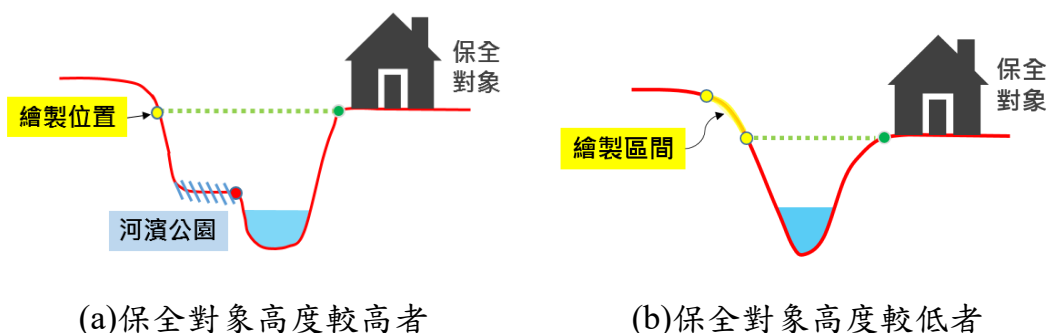 保全
對象
繪製位置
河濱公園
(a)保全對象高度較高者
保全
對象
繪製區間
(b)保全對象高度較低者